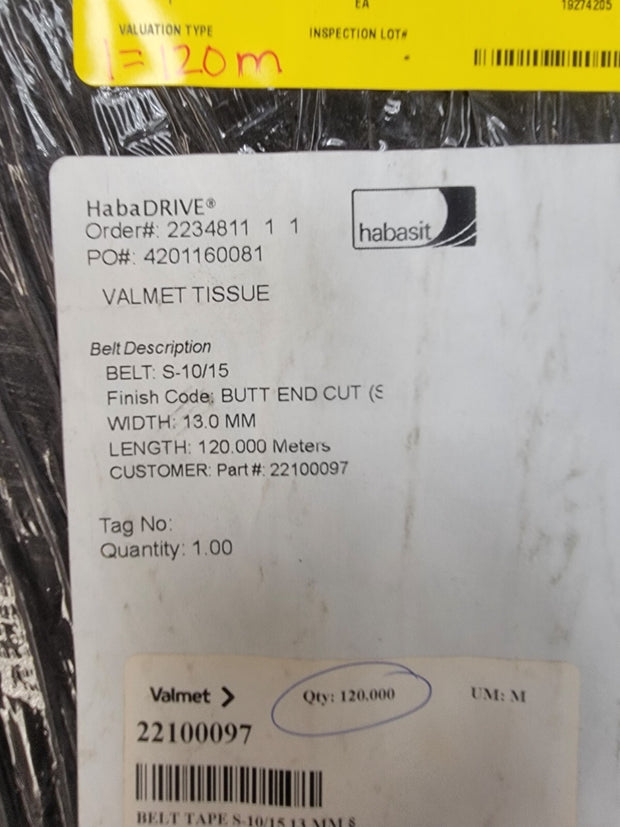 EA
19274205
VALUATION TYPE
INSPECTION LOT#
1 = 120m
HabaDRIVE®
Order#: 2234811 1 1
habasit
PO#: 4201160081
VALMET TISSUE
Belt Description
BELT: S-10/15
Finish Code: BUTT END CUT (S
WIDTH: 13.0 MM
LENGTH: 120.000 Meters
CUSTOMER: Part #: 22100097
Tag No:
Quantity: 1.00
Valmet
Qty: 120.000
UM: M
22100097
BELT TAPE S-10/15 13 MM